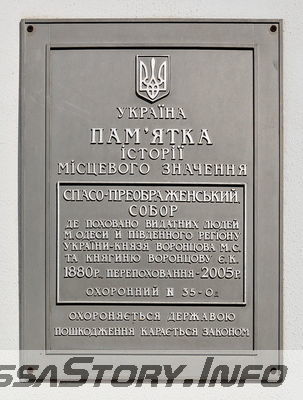 УКРАЇНА
ПАМ'ЯТКА
ІСТОРІЇ
МІСЦЕВОГО ЗНАЧЕННЯ
СПАСО-ПРЕОБРАЖЕНСЬКИЙ
СОБОР
ДЕ ПОХОВАНО ВИДАТНИХ ЛЮДЕЙ
М.ОДЕСИ Й ПІВДЕННОГО РЕГІОНУ
УКРАЇНИ-КНЯЗЯ ВОРОНЦОВА М.С.
ТА КНЯГИНЮ ВОРОНЦОВУ Є.К.
1880 Р., ПЕРЕПОХОВАННЯ-2005Р.
ОХОРОННИЙ N 35-Од
ОХОРОНЯЄТЬСЯ ДЕРЖАВОЮ
ПОШКОДЖЕННЯ КАРАЄТЬСЯ ЗАКОНОМ
SSASTORY.INFO